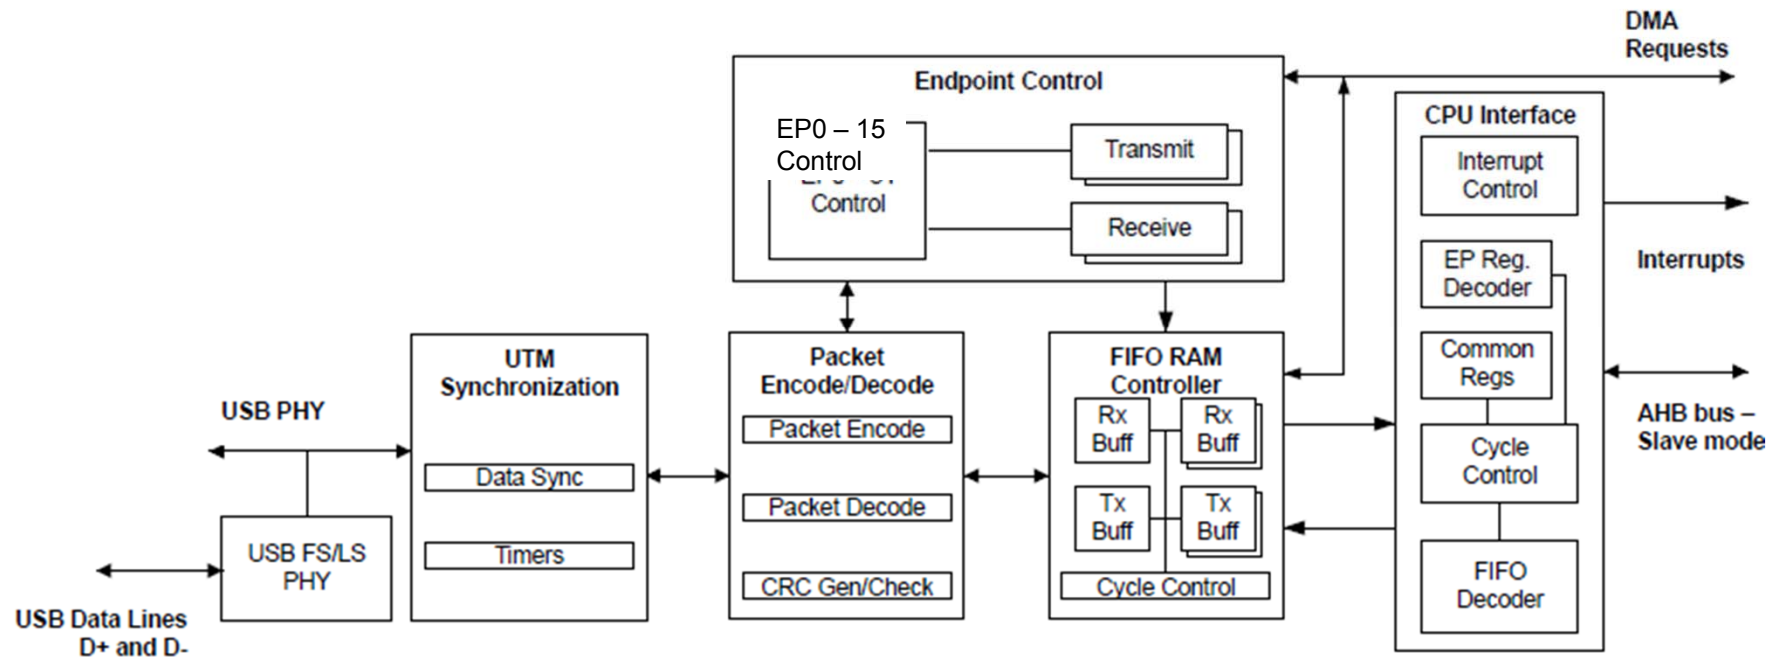 DMA
Requests
Endpoint Control
EP0 – 15
Control
Control
Transmit
Receive
CPU Interface
Interrupt
Control
EP Reg.
Decoder
Common
Regs
Cycle
Control
FIFO
Decoder
Interrupts
AHB bus –
Slave mode
UTM
Synchronization
Data Sync
Timers
Packet
Encode/Decode
Packet Encode
Packet Decode
CRC Gen/Check
FIFO RAM
Controller
Rx
Buff
Rx
Buff
Tx
Buff
Tx
Buff
Cycle Control
USB PHY
USB FS/LS
PHY
USB Data Lines
D+ and D-